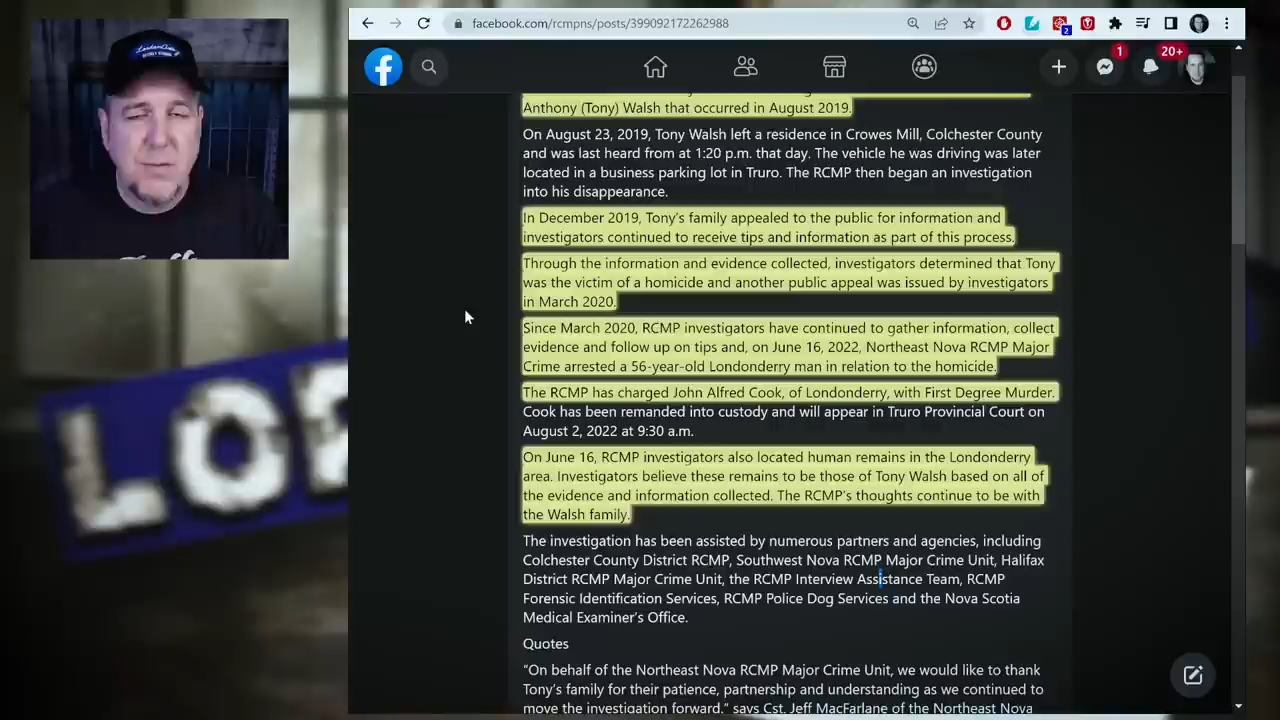 facebook.com/rcmpns/posts/399092172262988
2
1
20+
Anthony (Tony) Walsh that occurred in August 2019.
On August 23, 2019, Tony Walsh left a residence in Crowes Mill, Colchester County
and was last heard from at 1:20 p.m. that day. The vehicle he was driving was later
located in a business parking lot in Truro. The RCMP then began an investigation
into his disappearance.
In December 2019, Tony's family appealed to the public for information and
investigators continued to receive tips and information as part of this process.
Through the information and evidence collected, investigators determined that Tony
was the victim of a homicide and another public appeal was issued by investigators
in March 2020.
Since March 2020, RCMP investigators have continued to gather information, collect
evidence and follow up on tips and, on June 16, 2022, Northeast Nova RCMP Major
Crime arrested a 56-year-old Londonderry man in relation to the homicide.
The RCMP has charged John Alfred Cook, of Londonderry, with First Degree Murder.
Cook has been remanded into custody and will appear in Truro Provincial Court on
August 2, 2022 at 9:30 a.m.
On June 16, RCMP investigators also located human remains in the Londonderry
area. Investigators believe these remains to be those of Tony Walsh based on all of
the evidence and information collected. The RCMP's thoughts continue to be with
the Walsh family.
The investigation has been assisted by numerous partners and agencies, including
Colchester County District RCMP, Southwest Nova RCMP Major Crime Unit, Halifax
District RCMP Major Crime Unit, the RCMP Interview Assistance Team, RCMP
Forensic Identification Services, RCMP Police Dog Services and the Nova Scotia
Medical Examiner's Office.
Quotes
"On behalf of the Northeast Nova RCMP Major Crime Unit, we would like to thank
Tony's family for their patience, partnership and understanding as we continued to
move the investigation forward." says Cst. Jeff MacFarlane of the Northeast Nova
LOR